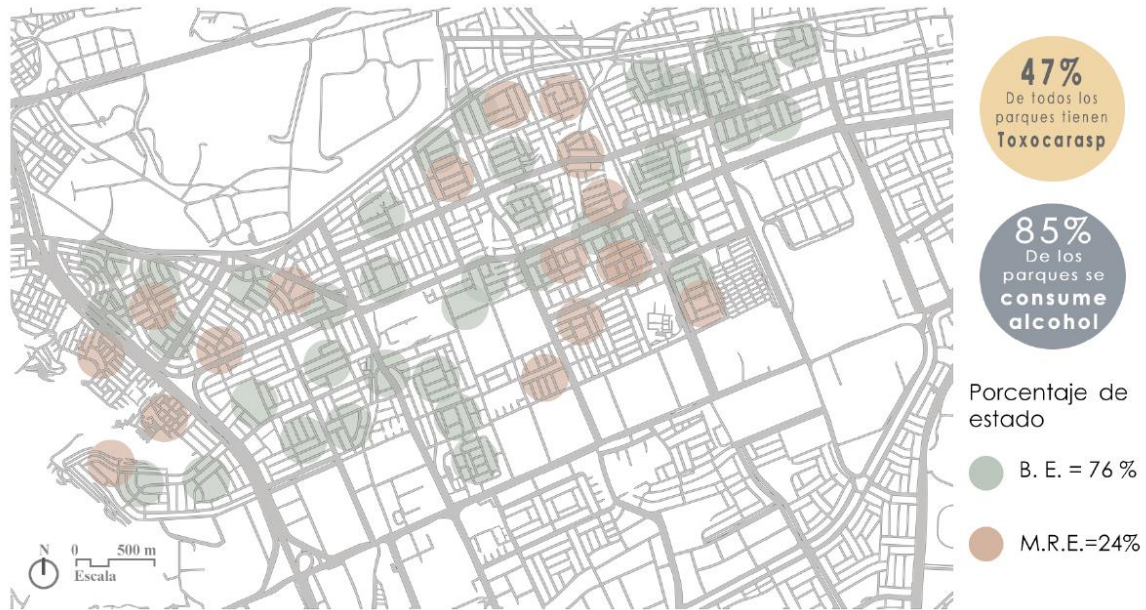 47%
De todos los
parques tienen
Toxocarasp
85%
De los
parques se
consume
alcohol
Porcentaje de
estado
B. E. = 76 %
M.R.E.=24%
N 0 500 m
Escala